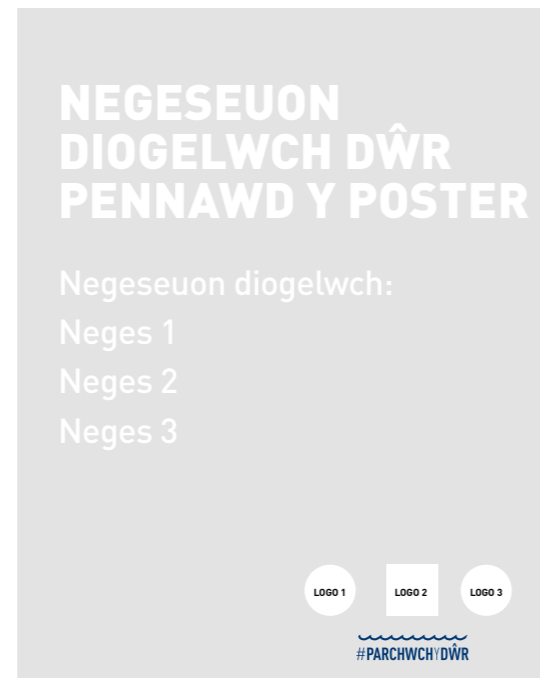 NEGESEUON
DIOGELWCH DŴR
PENNAWD Y POSTER
Negeseuon diogelwch:
Neges 1
Neges 2
Neges 3
LOGO 1 LOGO 2 LOGO 3
#PARCHWCHYDŴR